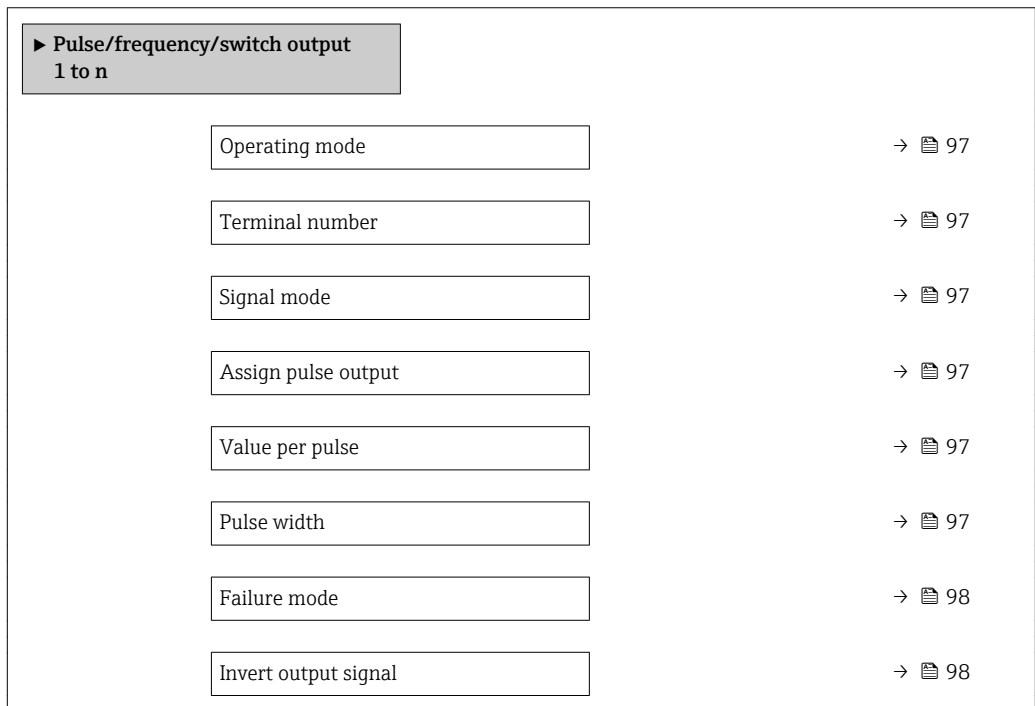 ► Pulse/frequency/switch output
1 to n
Operating mode → 97
Terminal number → 97
Signal mode → 97
Assign pulse output → 97
Value per pulse → 97
Pulse width → 97
Failure mode → 98
Invert output signal → 98